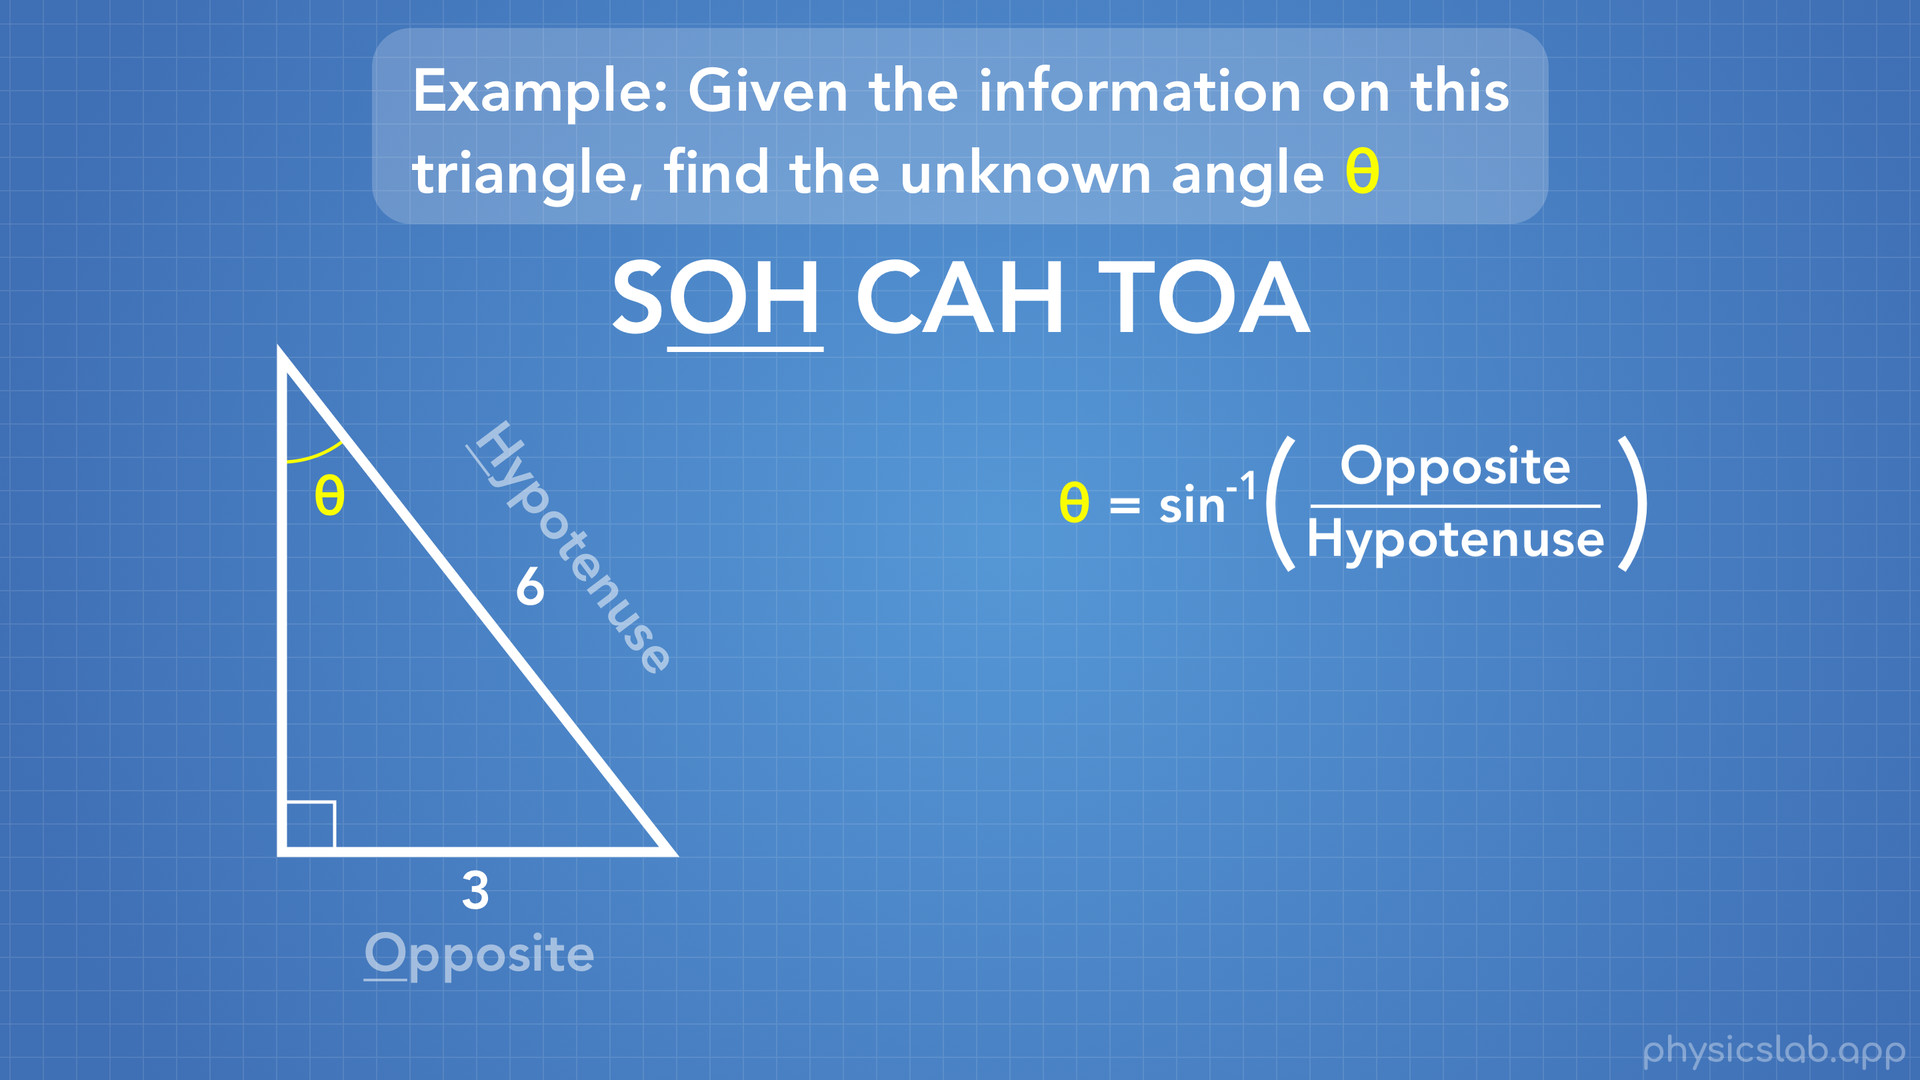 Example: Given the information on this
triangle, find the unknown angle θ
SOH CAH TOA
θ
Hypotenuse
6
3
Opposite
θ = sin⁻¹(Opposite/Hypotenuse)
physicslab.app